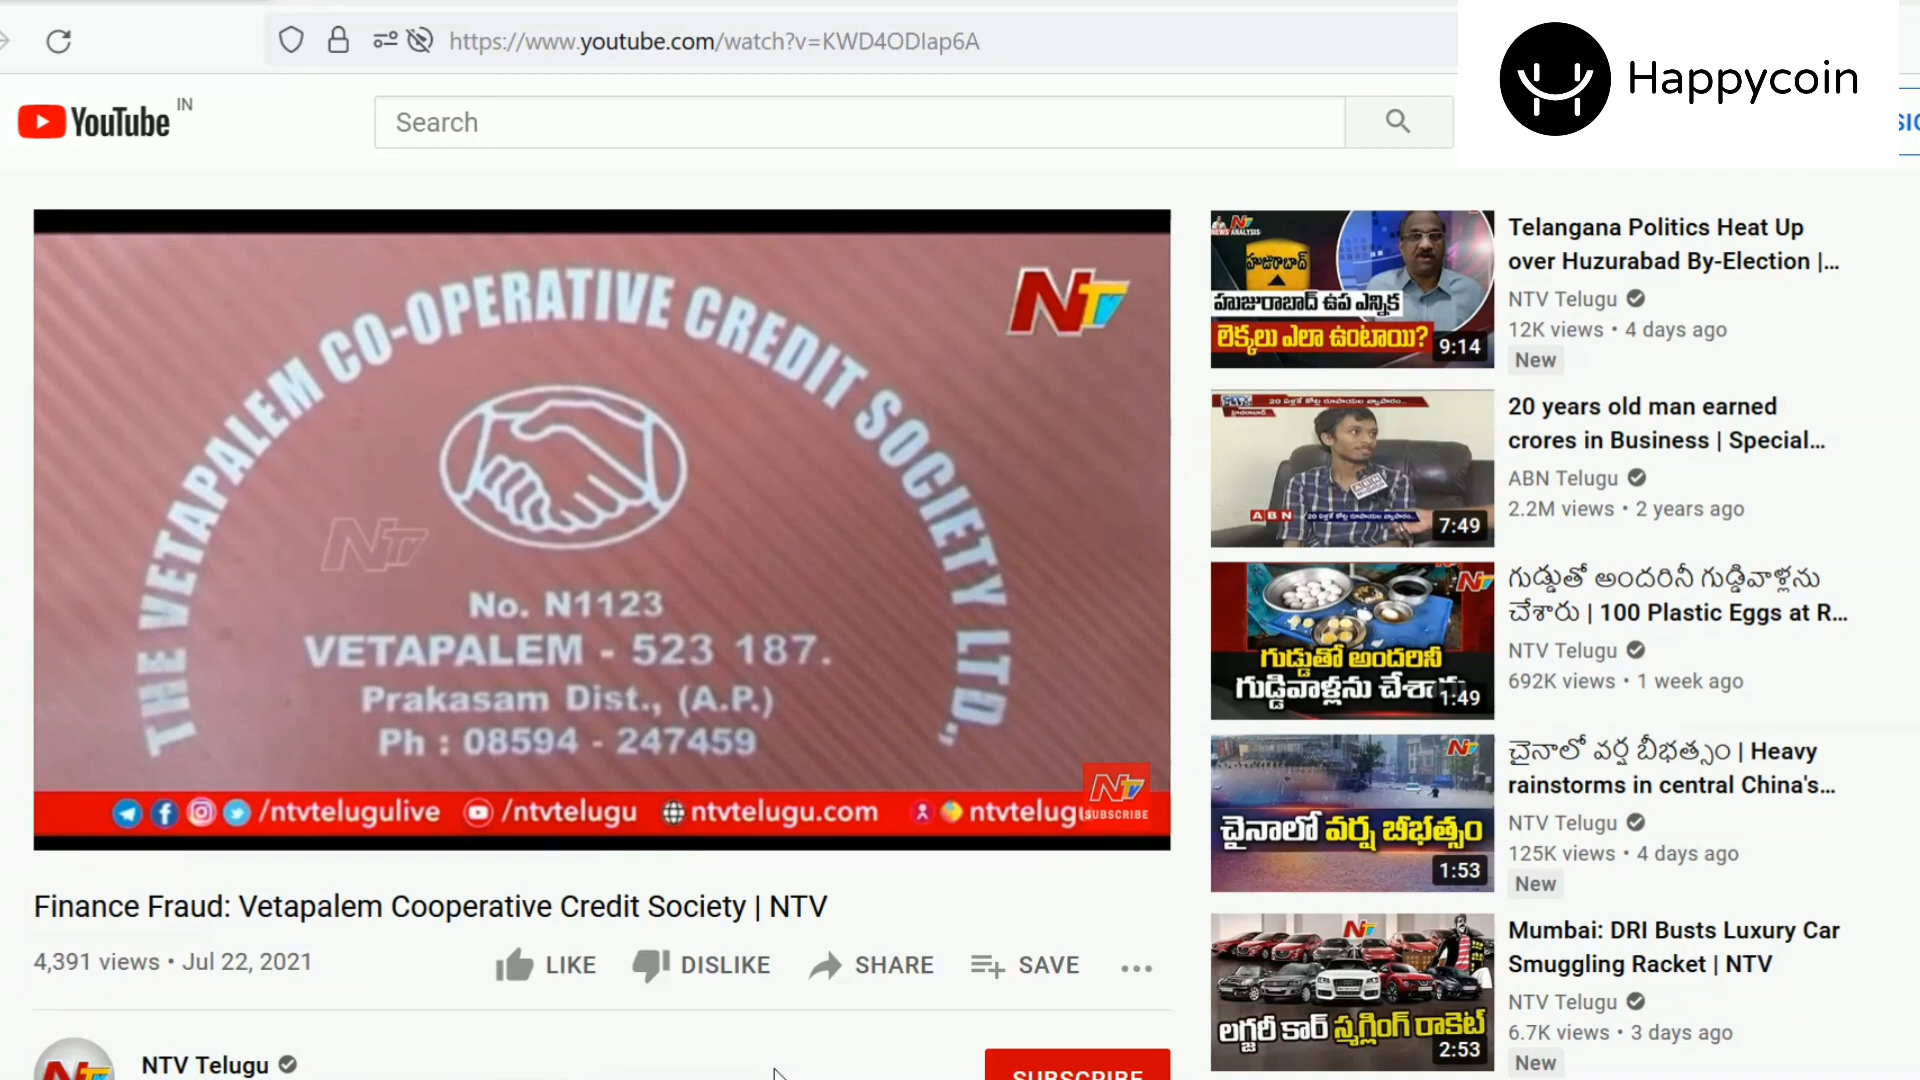 https://www.youtube.com/watch?v=KWD4ODIap6A
Happycoin
YouTube IN
Search
THE VETAPALEM CO-OPERATIVE CREDIT SOCIETY LTD.,
NTV
No. N1123
VETAPALEM - 523 187.
Prakasam Dist., (A.P.)
Ph : 08594 - 247459
/ntvtelugulive /ntvtelugu ntvtelugu.com ntvtelugu
SUBSCRIBE
Finance Fraud: Vetapalem Cooperative Credit Society | NTV
4,391 views • Jul 22, 2021
LIKE DISLIKE SHARE SAVE
NTV Telugu
SUBSCRIBE
NEWS ANALYSIS
హుజురాబాద్
హుజురాబాద్ ఉప ఎన్నిక
లెక్కలు ఎలా ఉంటాయి?
9:14
Telangana Politics Heat Up
over Huzurabad By-Election |...
NTV Telugu
12K views • 4 days ago
New
ABN
7:49
20 years old man earned
crores in Business | Special...
ABN Telugu
2.2M views • 2 years ago
గుడ్డుతో అందరినీ
గుడ్డివాళ్లను
1:49
గుడ్డుతో అందరినీ గుడ్డివాళ్లను
చేశారు | 100 Plastic Eggs at R...
NTV Telugu
692K views • 1 week ago
చైనాలో వర్ష బీభత్సం
1:53
చైనాలో వర్ష బీభత్సం | Heavy
rainstorms in central China's...
NTV Telugu
125K views • 4 days ago
New
లగ్జరీ కార్ స్మగ్లింగ్ రాకెట్
2:53
Mumbai: DRI Busts Luxury Car
Smuggling Racket | NTV
NTV Telugu
6.7K views • 3 days ago
New